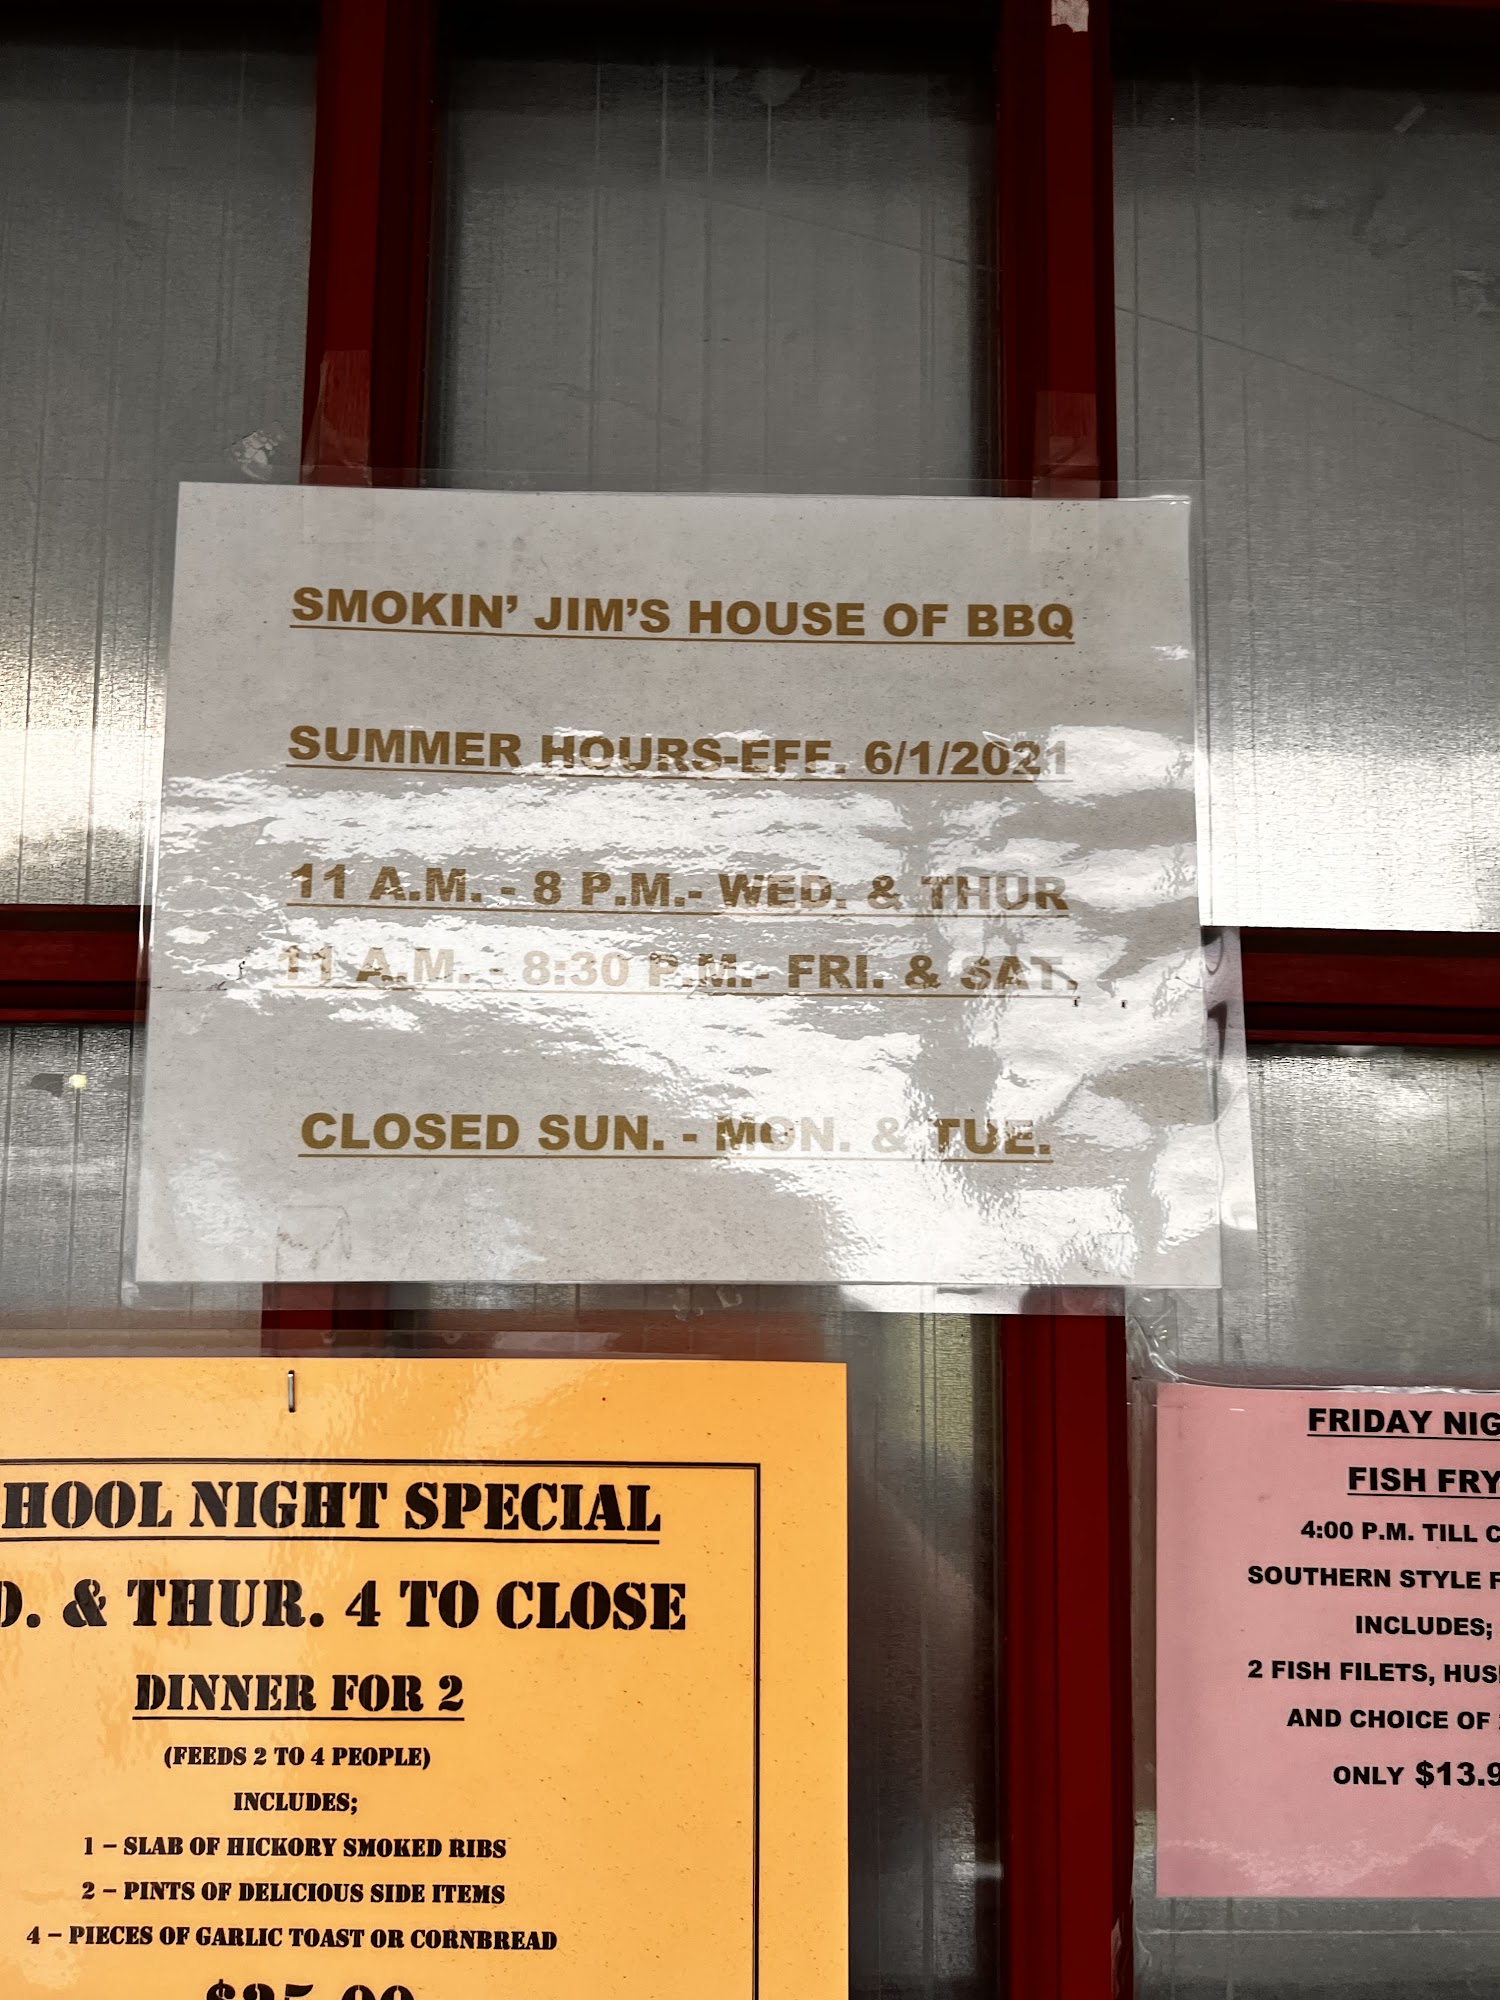 SMOKIN' JIM'S HOUSE OF BBQ
SUMMER HOURS-EFF. 6/1/2021
11 A.M. - 8 P.M.- WED. & THUR
11 A.M. - 8:30 P.M.- FRI. & SAT.
CLOSED SUN. - MON. & TUE.
HOOL NIGHT SPECIAL
D. & THUR. 4 TO CLOSE
DINNER FOR 2
(FEEDS 2 TO 4 PEOPLE)
INCLUDES;
1 – SLAB OF HICKORY SMOKED RIBS
2 – PINTS OF DELICIOUS SIDE ITEMS
4 – PIECES OF GARLIC TOAST OR CORNBREAD
FRIDAY NIG
FISH FRY
4:00 P.M. TILL C
SOUTHERN STYLE F
INCLUDES;
2 FISH FILETS, HUS
AND CHOICE OF
ONLY $13.9